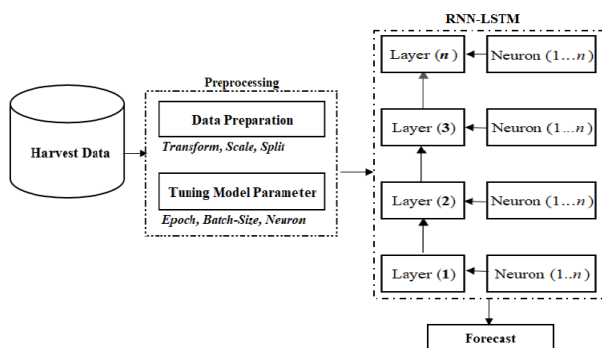 RNN-LSTM
Layer (n)
Neuron (1…n)
Preprocessing
Harvest Data
Data Preparation
Transform, Scale, Split
Tuning Model Parameter
Epoch, Batch-Size, Neuron
Layer (3)
Neuron (1…n)
Layer (2)
Neuron (1…n)
Layer (1)
Neuron (1..n)
Forecast